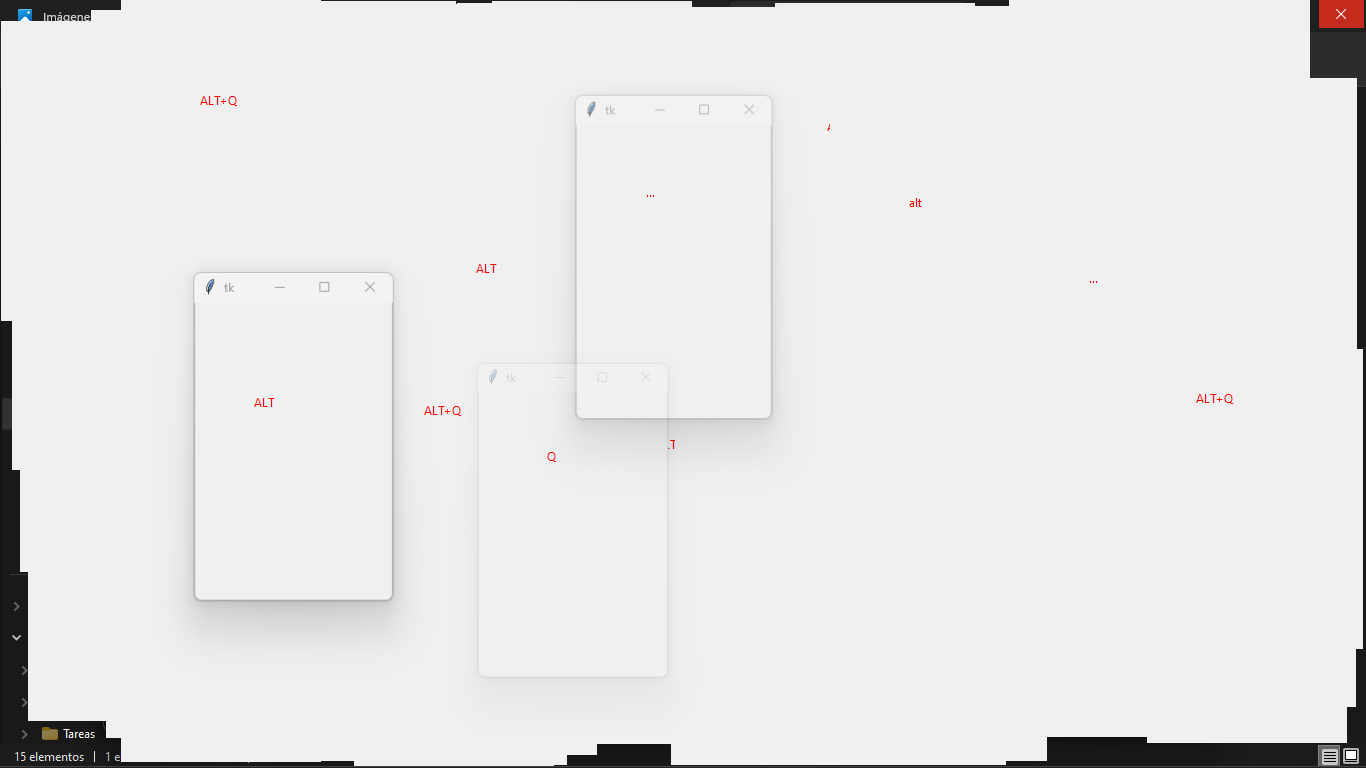 Imágene
ALT+Q
tk
...
alt
ALT
...
tk
tk
ALT
ALT+Q
ALT+Q
LT
Q
Tareas
15 elementos
1 e